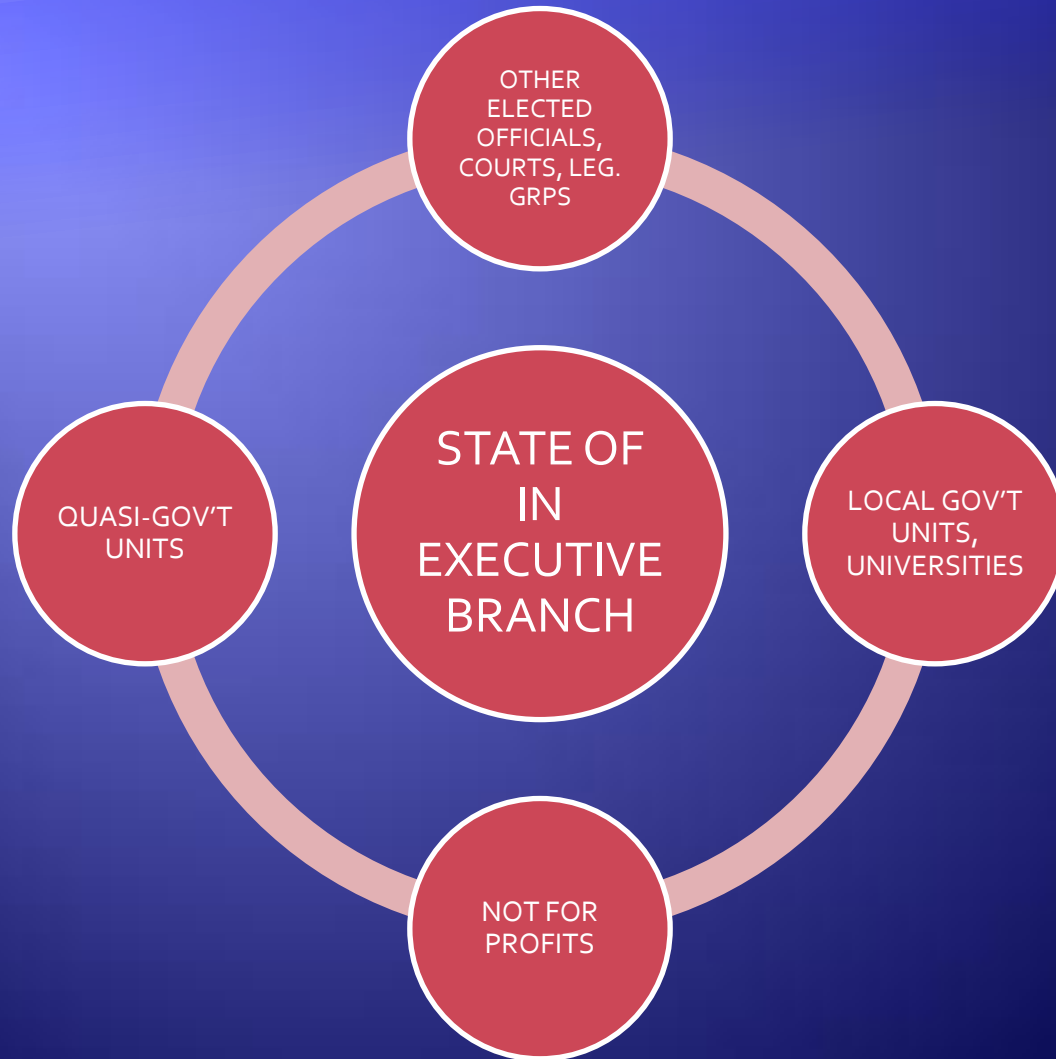 OTHER
ELECTED
OFFICIALS,
COURTS, LEG.
GRPS
STATE OF
IN
EXECUTIVE
BRANCH
QUASI-GOV'T
UNITS
LOCAL GOV'T
UNITS,
UNIVERSITIES
NOT FOR
PROFITS